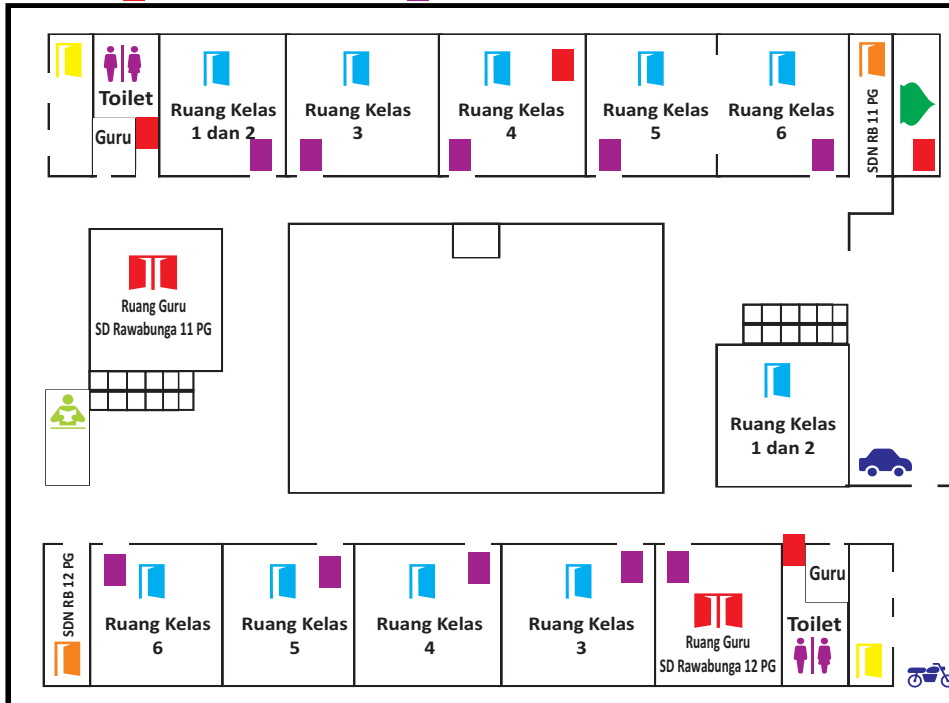 Toilet
Guru
Ruang Kelas
1 dan 2
Ruang Kelas
3
Ruang Kelas
4
Ruang Kelas
5
Ruang Kelas
6
SDN RB 11 PG
Ruang Guru
SD Rawabunga 11 PG
Ruang Kelas
1 dan 2
SDN RB 12 PG
Ruang Kelas
6
Ruang Kelas
5
Ruang Kelas
4
Ruang Kelas
3
Ruang Guru
SD Rawabunga 12 PG
Guru
Toilet